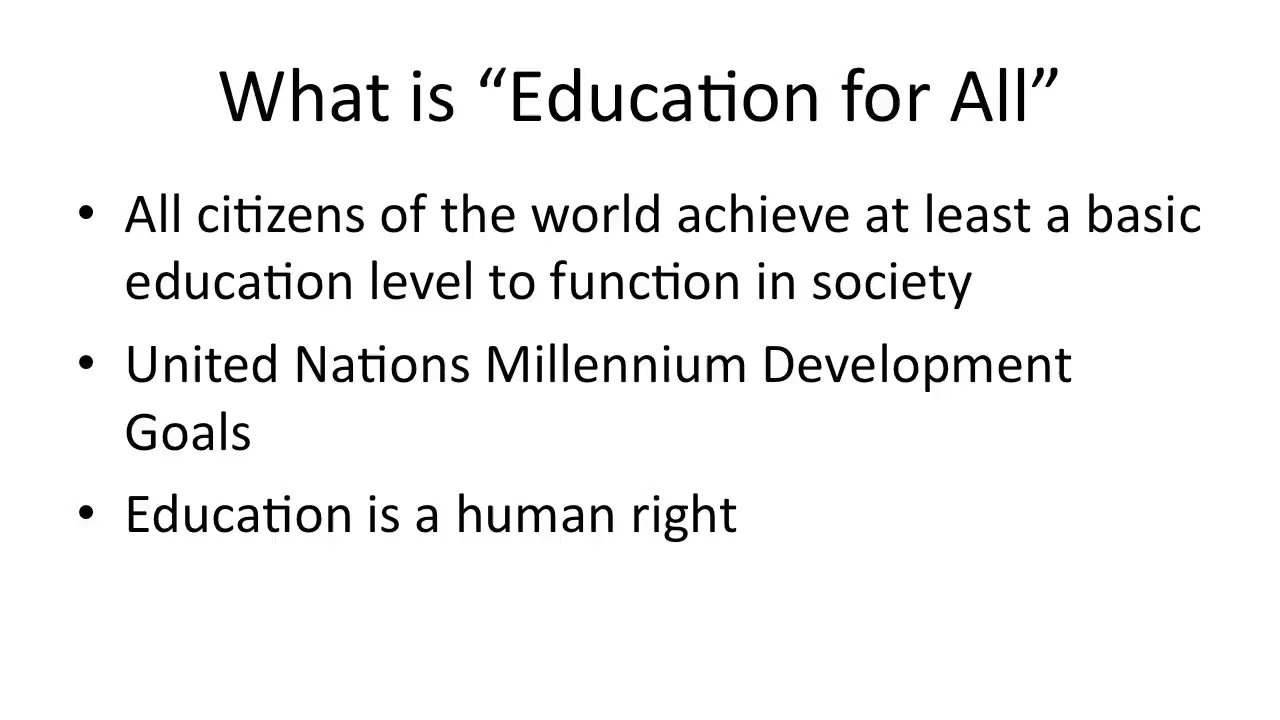 What is “Education for All”
• All citizens of the world achieve at least a basic
education level to function in society
• United Nations Millennium Development
Goals
• Education is a human right